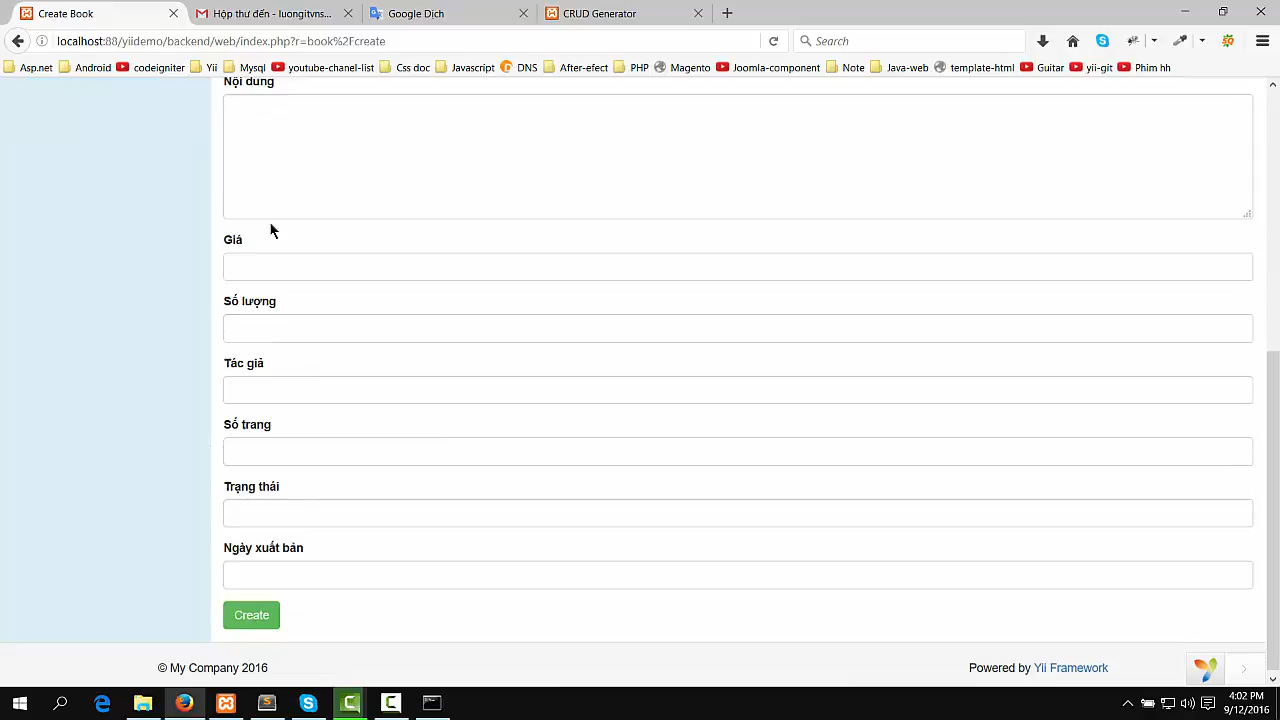 Create Book
Hộp thư đến - luongitvns...
Google Dịch
CRUD Generator
localhost:88/yiidemo/backend/web/index.php?r=book%2Fcreate
Search
Asp.net
Android
codeigniter
Yii
Mysql
youtube-chanel-list
Css doc
Javascript
DNS
After-efect
PHP
Magento
Joomla-component
Note
Java-web
template-html
Guitar
yii-git
Phim hh
Nội dung
Giá
Số lượng
Tác giả
Số trang
Trạng thái
Ngày xuất bản
Create
© My Company 2016
Powered by Yii Framework
4:02 PM
9/12/2016